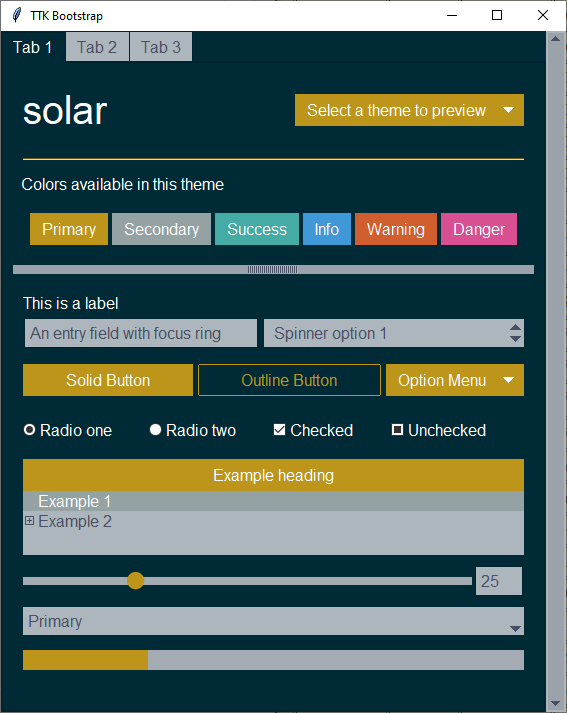 TTK Bootstrap
Tab 1 Tab 2 Tab 3
solar
Select a theme to preview
Colors available in this theme
Primary Secondary Success Info Warning Danger
This is a label
An entry field with focus ring Spinner option 1
Solid Button Outline Button Option Menu
Radio one Radio two Checked Unchecked
Example heading
Example 1
Example 2
25
Primary